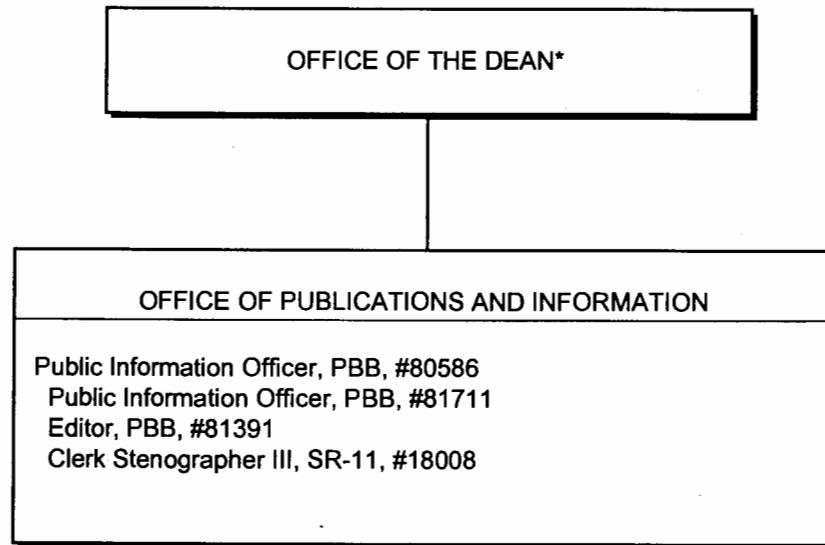 OFFICE OF THE DEAN*
OFFICE OF PUBLICATIONS AND INFORMATION
Public Information Officer, PBB, #80586
Public Information Officer, PBB, #81711
Editor, PBB, #81391
Clerk Stenographer III, SR-11, #18008